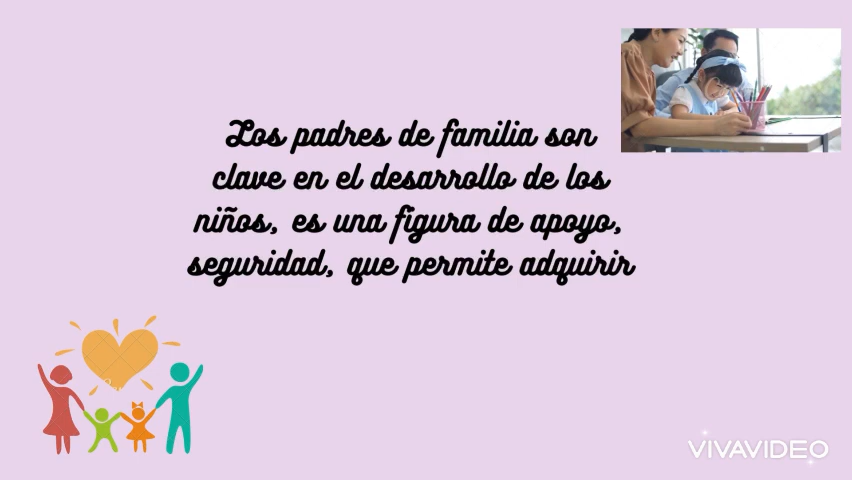 Los padres de familia son
clave en el desarrollo de los
niños, es una figura de apoyo,
seguridad, que permite adquirir
VIVAVIDEO